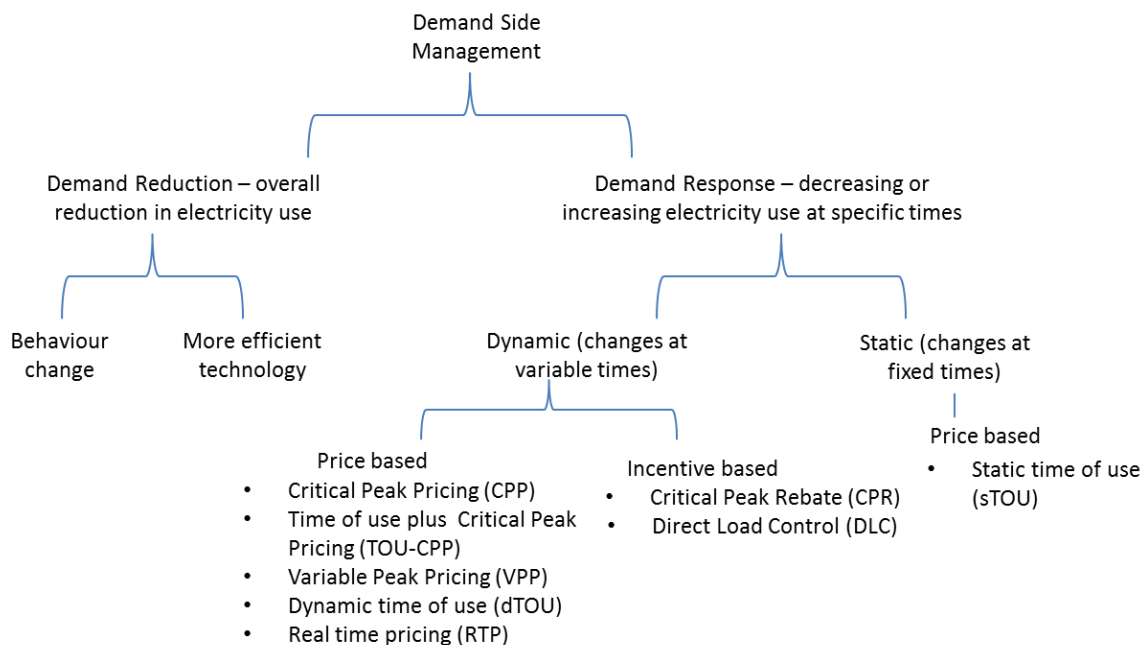 Demand Side
Management
Demand Reduction – overall
reduction in electricity use
Demand Response – decreasing or
increasing electricity use at specific times
Behaviour
change
More efficient
technology
Dynamic (changes at
variable times)
Static (changes at
fixed times)
Price based
• Critical Peak Pricing (CPP)
• Time of use plus Critical Peak
Pricing (TOU-CPP)
• Variable Peak Pricing (VPP)
• Dynamic time of use (dTOU)
• Real time pricing (RTP)
Incentive based
• Critical Peak Rebate (CPR)
• Direct Load Control (DLC)
Price based
• Static time of use
(sTOU)